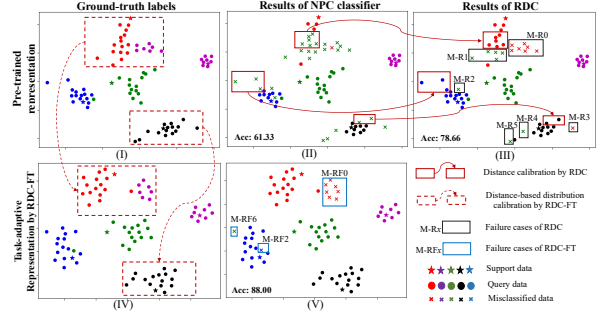 Ground-truth labels
Results of NPC classifier
Results of RDC
Pre-trained
representation
M-R0
M-R1
M-R2
M-R3
M-R4
M-R5
Acc: 61.33
Acc: 78.66
(I)
(II)
(III)
Task-adaptive
Representation by RDC-FT
M-RF0
M-RF6
M-RF2
Acc: 88.00
(IV)
(V)
Distance calibration by
RDC
Distance-based distribution
calibration by RDC-FT
M-Rx
Failure cases of RDC
M-RFx
Failure cases of RDC-FT
Support data
Query data
Misclassified data